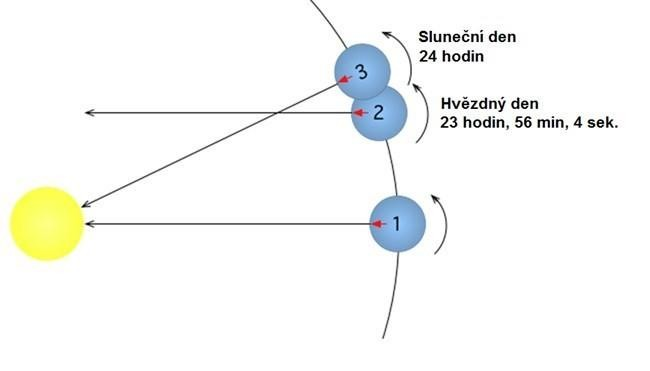 Sluneční den
24 hodin
3
Hvězdný den
23 hodin, 56 min, 4 sek.
2
1